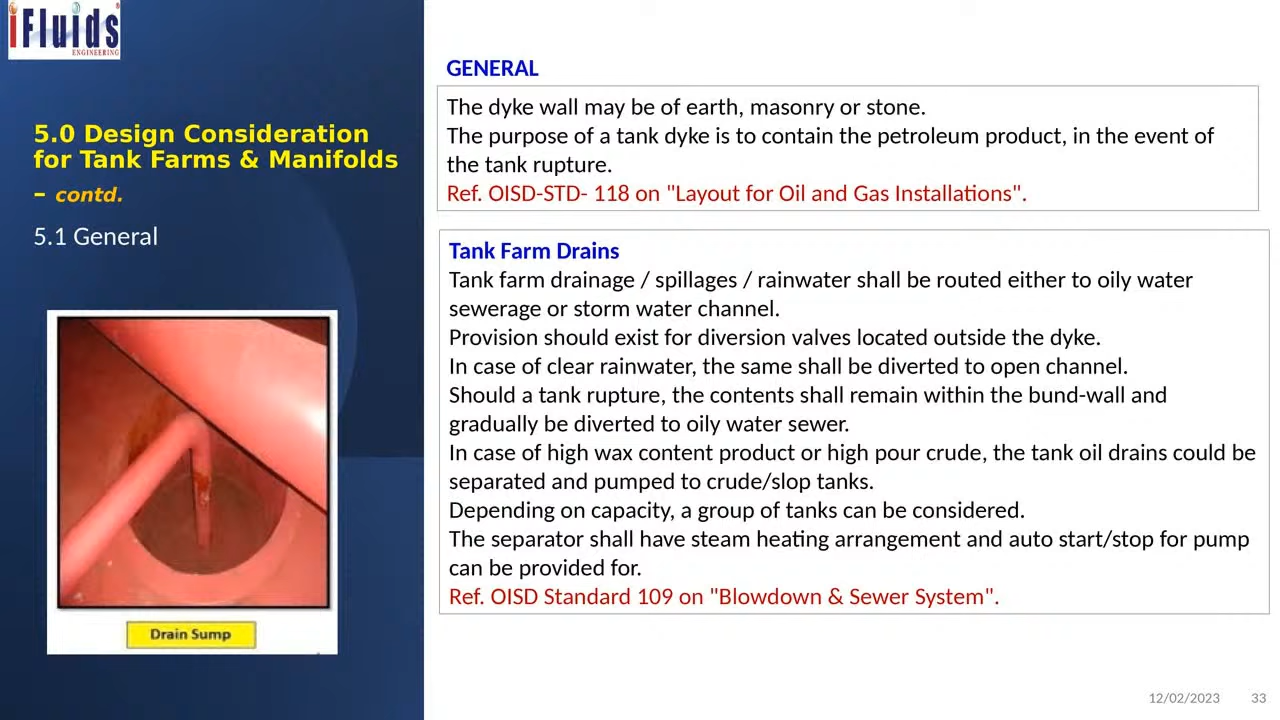 iFluids
ENGINEERING
5.0 Design Consideration
for Tank Farms & Manifolds
– contd.
5.1 General
Drain Sump
GENERAL
The dyke wall may be of earth, masonry or stone.
The purpose of a tank dyke is to contain the petroleum product, in the event of
the tank rupture.
Ref. OISD-STD- 118 on "Layout for Oil and Gas Installations".
Tank Farm Drains
Tank farm drainage / spillages / rainwater shall be routed either to oily water
sewerage or storm water channel.
Provision should exist for diversion valves located outside the dyke.
In case of clear rainwater, the same shall be diverted to open channel.
Should a tank rupture, the contents shall remain within the bund-wall and
gradually be diverted to oily water sewer.
In case of high wax content product or high pour crude, the tank oil drains could be
separated and pumped to crude/slop tanks.
Depending on capacity, a group of tanks can be considered.
The separator shall have steam heating arrangement and auto start/stop for pump
can be provided for.
Ref. OISD Standard 109 on "Blowdown & Sewer System".
12/02/2023 33